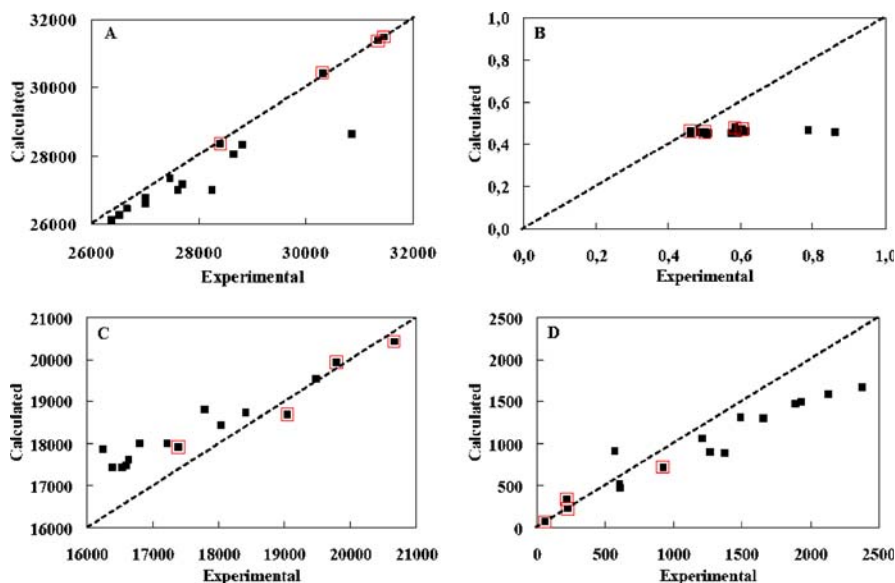 A
32000
30000
28000
26000
Calculated
26000 28000 30000 32000
Experimental
B
1,0
0,8
0,6
0,4
0,2
0,0
Calculated
0,0 0,2 0,4 0,6 0,8 1,0
Experimental
C
21000
20000
19000
18000
17000
16000
Calculated
16000 17000 18000 19000 20000 21000
Experimental
D
2500
2000
1500
1000
500
0
Calculated
0 500 1000 1500 2000 2500
Experimental